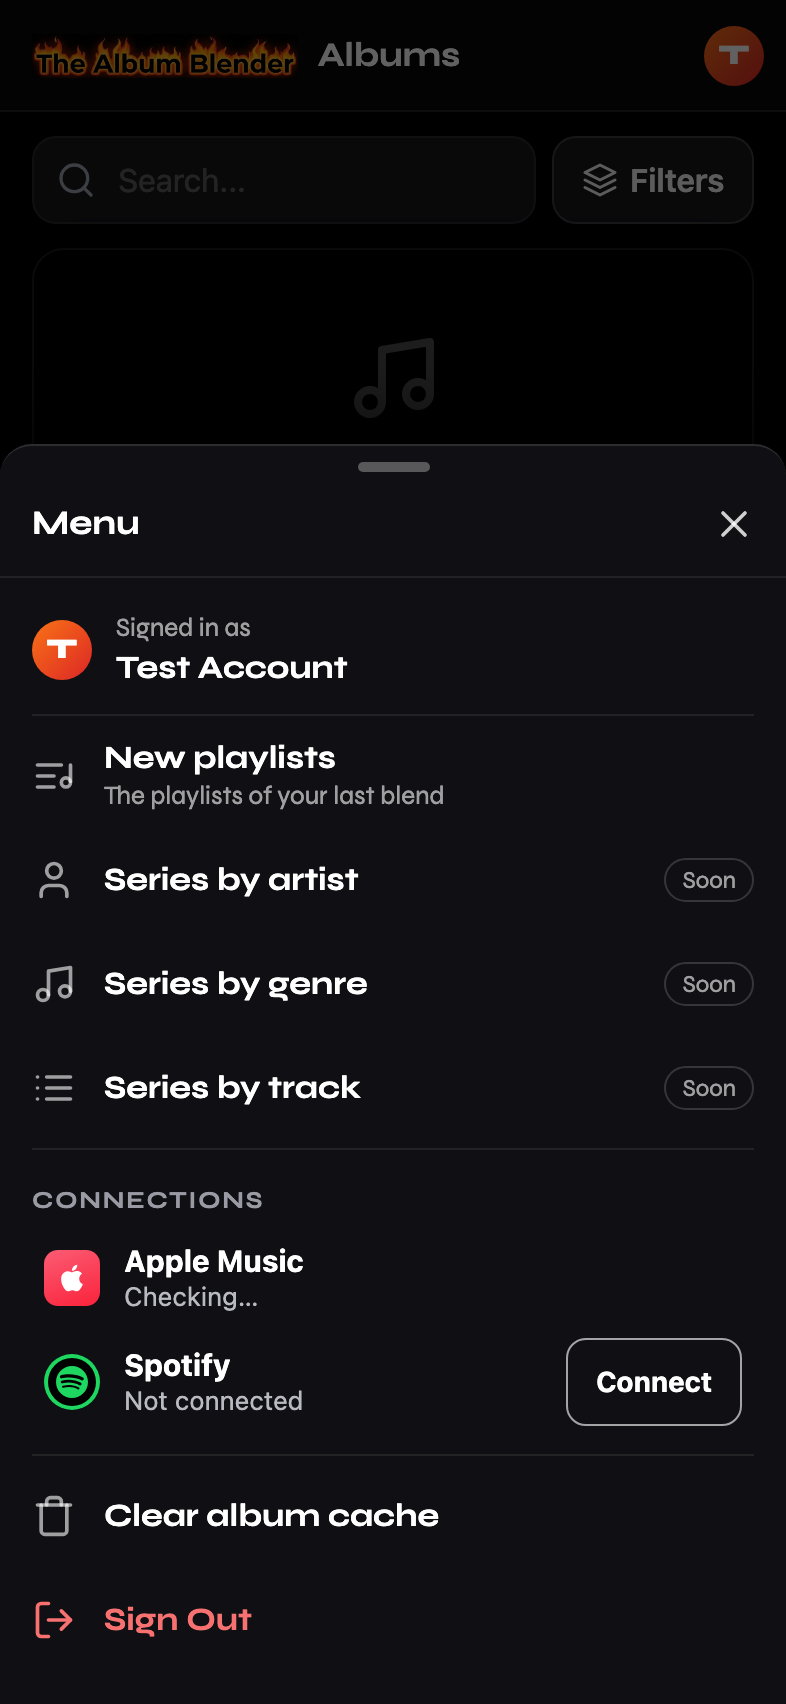 The Album Blender Albums T
Search... Filters
Menu
T
Signed in as
Test Account
New playlists
The playlists of your last blend
Series by artist Soon
Series by genre Soon
Series by track Soon
CONNECTIONS
Apple Music
Checking...
Spotify
Not connected
Connect
Clear album cache
Sign Out